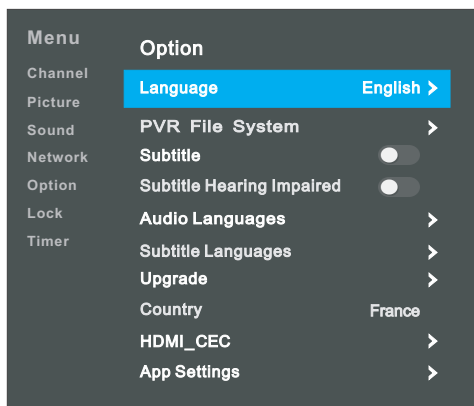 Menu
Channel
Picture
Sound
Network
Option
Lock
Timer
Option
Language English >
PVR File System >
Subtitle
Subtitle Hearing Impaired
Audio Languages >
Subtitle Languages >
Upgrade >
Country France
HDMI_CEC >
App Settings >